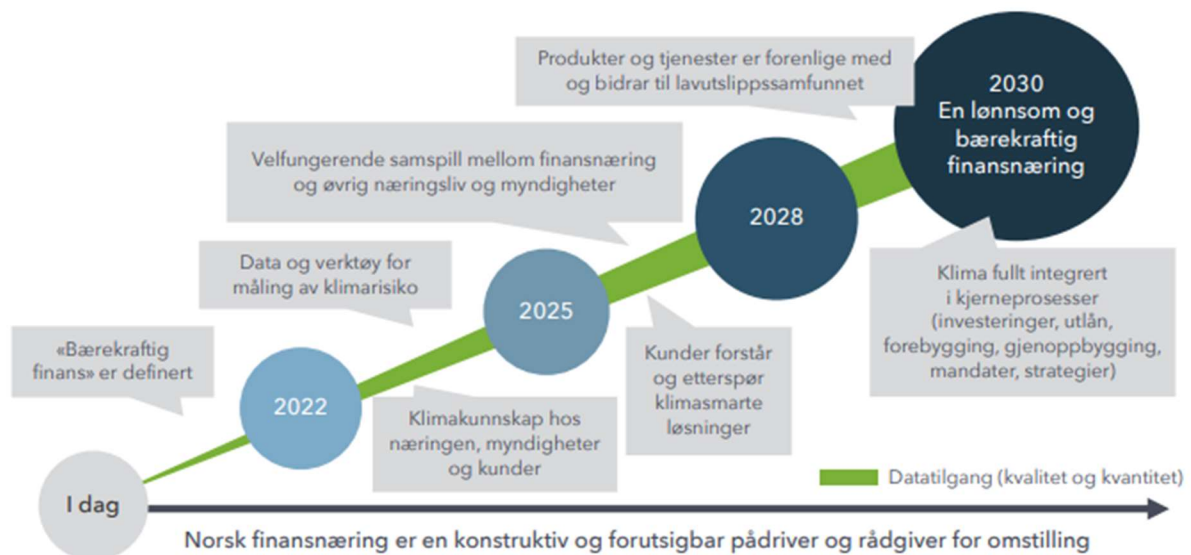 Produkter og tjenester er forenlige med
og bidrar til lavutslippssamfunnet
2030
En lønnsom og
bærekraftig
finansnæring
Velfungerende samspill mellom finansnæring
og øvrig næringsliv og myndigheter
2028
Data og verktøy for
måling av klimarisiko
Klima fullt integrert
i kjerneprosesser
(investeringer, utlån,
forebygging, gjenoppbygging,
mandater, strategier)
2025
«Bærekraftig
finans» er definert
Kunder forstår
og etterspør
klimasmarte
løsninger
2022
Klimakunnskap hos
næringen, myndigheter
og kunder
Datatilgang (kvalitet og kvantitet)
I dag
Norsk finansnæring er en konstruktiv og forutsigbar pådriver og rådgiver for omstilling